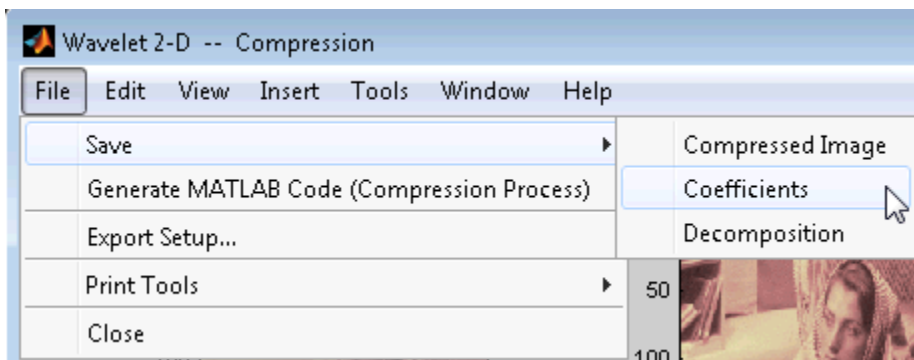 Wavelet 2-D -- Compression
File Edit View Insert Tools Window Help
Save Compressed Image
Generate MATLAB Code (Compression Process) Coefficients
Export Setup... Decomposition
Print Tools 50
Close
100